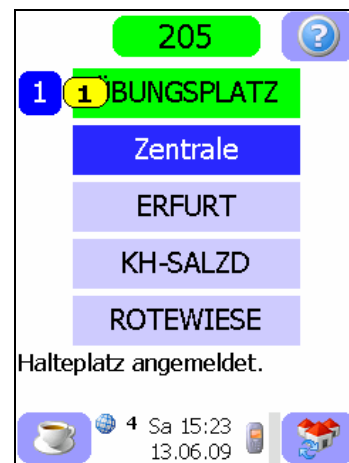 205
?
1 1 ÜBUNGSPLATZ
Zentrale
ERFURT
KH-SALZD
ROTEWIESE
Halteplatz angemeldet.
4 Sa 15:23
13.06.09